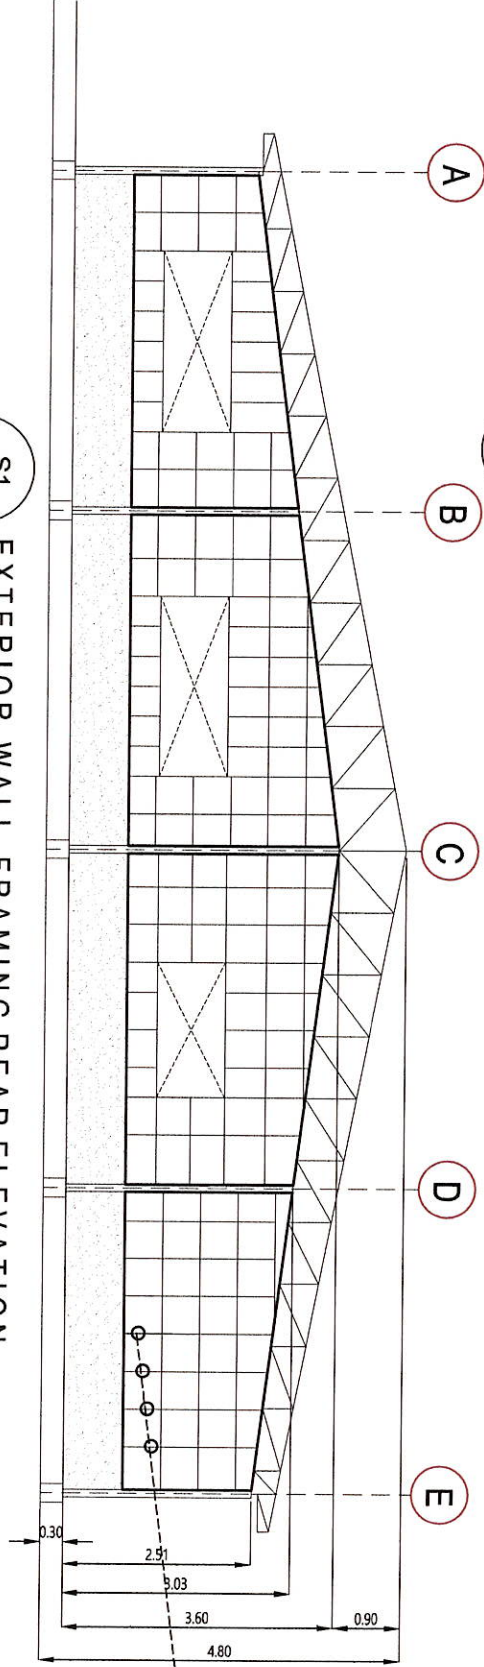 A
B
C
D
E
0.30
2.51
3.03
3.60
0.90
4.80
S1
EXTERIOR WALL FRAMING REAR ELEVATION